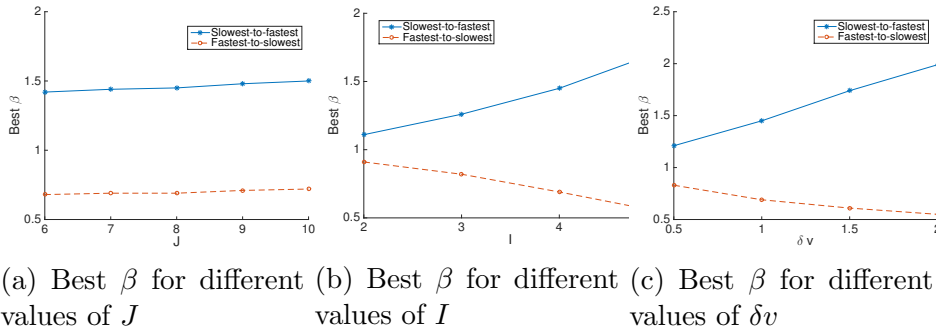 2
1.5
1
0.5
Best β
6 7 8 9 10
J
Slowest-to-fastest
Fastest-to-slowest
2
1.5
1
0.5
Best β
2 3 4
I
Slowest-to-fastest
Fastest-to-slowest
2.5
2
1.5
1
0.5
Best β
0.5 1 1.5 2
δ v
Slowest-to-fastest
Fastest-to-slowest
(a) Best β for different
values of J
(b) Best β for different
values of I
(c) Best β for different
values of δv